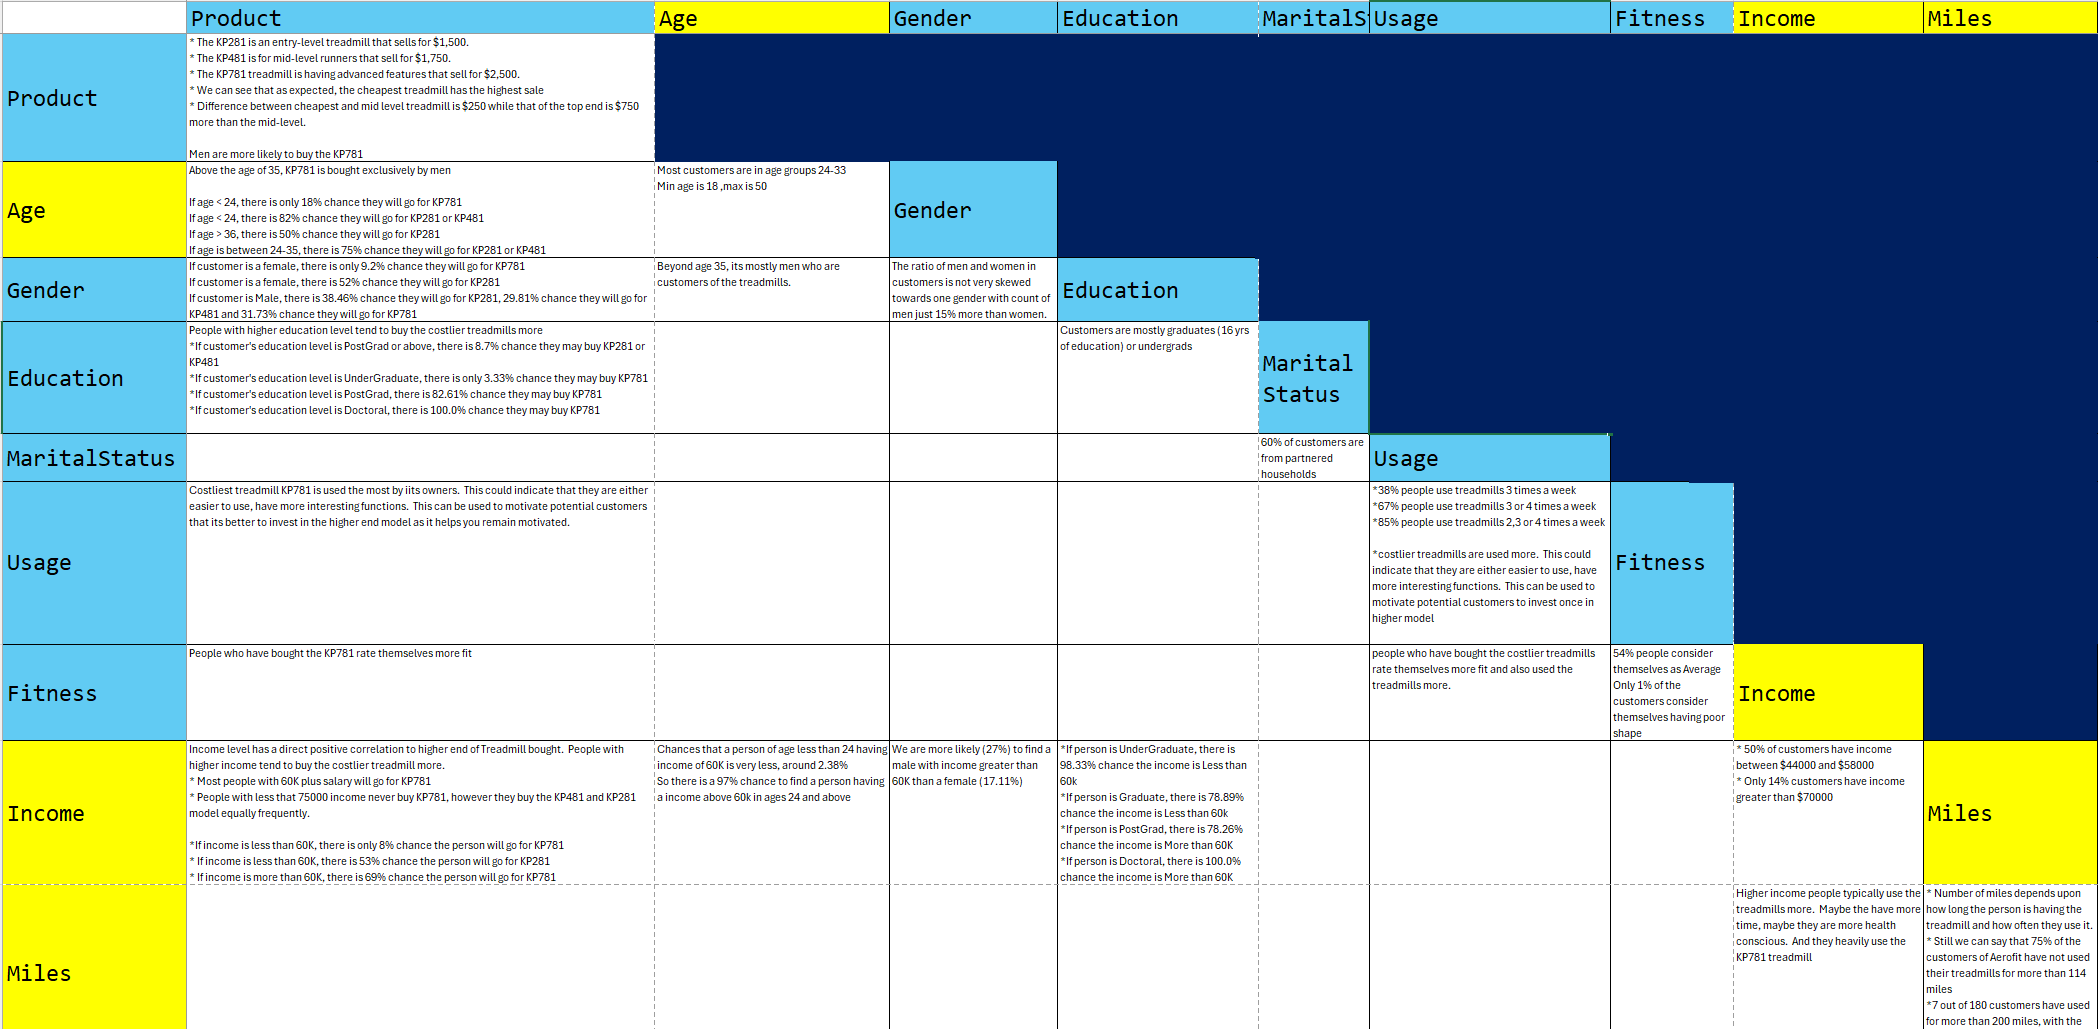 Product
Age
Gender
Education
MaritalS
Usage
Fitness
Income
Miles
Product
* The KP281 is an entry-level treadmill that sells for $1,500.
* The KP481 is for mid-level runners that sell for $1,750.
* The KP781 treadmill is having advanced features that sell for $2,500.
* We can see that as expected, the cheapest treadmill has the highest sale
* Difference between cheapest and mid level treadmill is $250 while that of the top end is $750
more than the mid-level.
Men are more likely to buy the KP781
Age
Above the age of 35, KP781 is bought exclusively by men
If age < 24, there is only 18% chance they will go for KP781
If age < 24, there is 82% chance they will go for KP281 or KP481
If age > 36, there is 50% chance they will go for KP281
If age is between 24-35, there is 75% chance they will go for KP281 or KP481
Most customers are in age groups 24-33
Min age is 18 ,max is 50
Gender
Gender
If customer is a female, there is only 9.2% chance they will go for KP781
If customer is a female, there is 52% chance they will go for KP281
If customer is Male, there is 38.46% chance they will go for KP281, 29.81% chance they will go for
KP481 and 31.73% chance they will go for KP781
Beyond age 35, its mostly men who are
customers of the treadmills.
The ratio of men and women in
customers is not very skewed
towards one gender with count of
men just 15% more than women.
Education
Education
People with higher education level tend to buy the costlier treadmills more
*If customer's education level is PostGrad or above, there is 8.7% chance they may buy KP281 or
KP481
*If customer's education level is UnderGraduate, there is only 3.33% chance they may buy KP781
*If customer's education level is PostGrad, there is 82.61% chance they may buy KP781
*If customer's education level is Doctoral, there is 100.0% chance they may buy KP781
Customers are mostly graduates (16 yrs
of education) or undergrads
Marital
Status
MaritalStatus
60% of customers are
from partnered
households
Usage
Usage
Costliest treadmill KP781 is used the most by iits owners.  This could indicate that they are either
easier to use, have more interesting functions.  This can be used to motivate potential customers
that its better to invest in the higher end model as it helps you remain motivated.
*38% people use treadmills 3 times a week
*67% people use treadmills 3 or 4 times a week
*85% people use treadmills 2,3 or 4 times a week
*costlier treadmills are used more.  This could
indicate that they are either easier to use, have
more interesting functions.  This can be used to
motivate potential customers to invest once in
higher model
Fitness
Fitness
People who have bought the KP781 rate themselves more fit
people who have bought the costlier treadmills
rate themselves more fit and also used the
treadmills more.
54% people consider
themselves as Average
Only 1% of the
customers consider
themselves having poor
shape
Income
Income
Income level has a direct positive correlation to higher end of Treadmill bought.  People with
higher income tend to buy the costlier treadmill more.
* Most people with 60K plus salary will go for KP781
* People with less that 75000 income never buy KP781, however they buy the KP481 and KP281
model equally frequently.
*If income is less than 60K, there is only 8% chance the person will go for KP781
* If income is less than 60K, there is 53% chance the person will go for KP281
* If income is more than 60K, there is 69% chance the person will go for KP781
Chances that a person of age less than 24 having
income of 60K is very less, around 2.38%
So there is a 97% chance to find a person having
a income above 60k in ages 24 and above
We are more likely (27%) to find a
male with income greater than
60K than a female (17.11%)
*If person is UnderGraduate, there is
98.33% chance the income is Less than
60k
*If person is Graduate, there is 78.89%
chance the income is Less than 60k
*If person is PostGrad, there is 78.26%
chance the income is More than 60K
*If person is Doctoral, there is 100.0%
chance the income is More than 60K
* 50% of customers have income
between $44000 and $58000
* Only 14% customers have income
greater than $70000
Miles
Miles
Higher income people typically use the
treadmills more.  Maybe the have more
time, maybe they are more health
conscious.  And they heavily use the
KP781 treadmill
* Number of miles depends upon
how long the person is having the
treadmill and how often they use it.
* Still we can say that 75% of the
customers of Aerofit have not used
their treadmills for more than 114
miles
*7 out of 180 customers have used
for more than 200 miles, with the